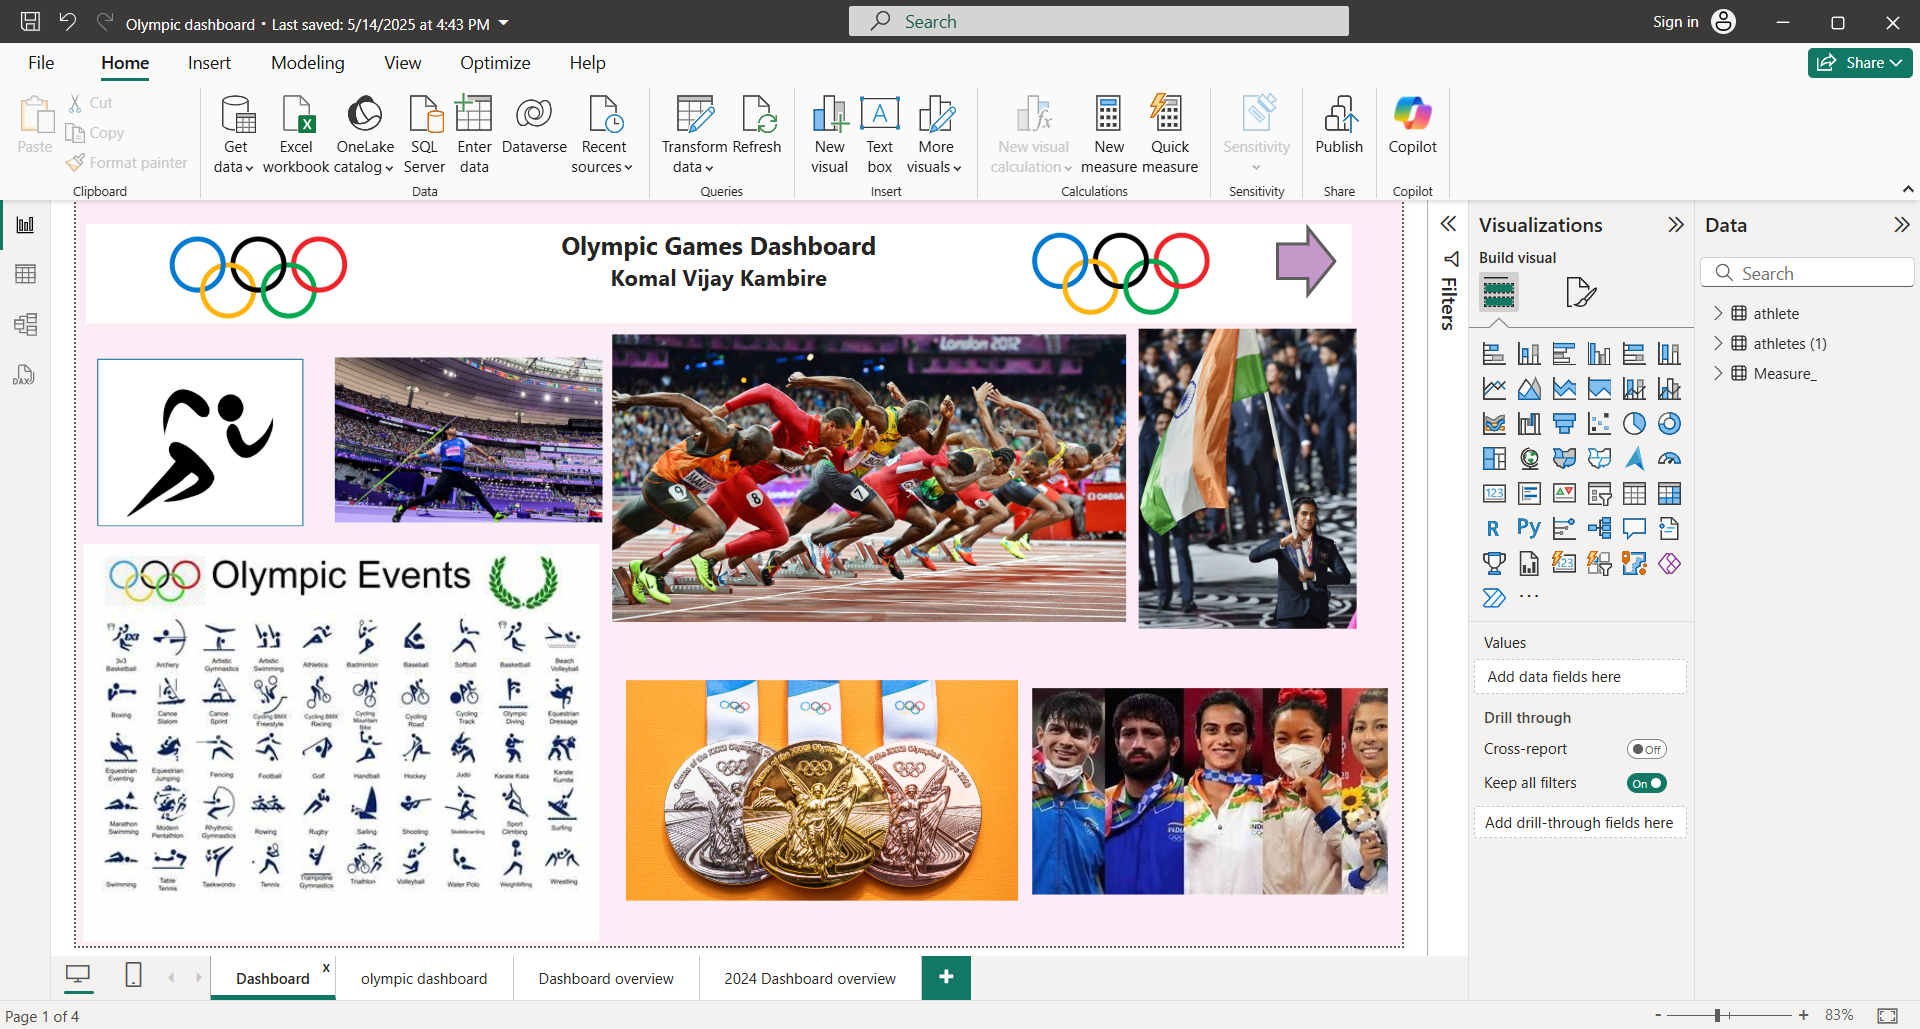 Olympic dashboard • Last saved: 5/14/2025 at 4:43 PM
Search
Sign in
File
Home
Insert
Modeling
View
Optimize
Help
Share
Paste
Cut
Copy
Format painter
Clipboard
Get data
Excel workbook
OneLake catalog
SQL Server
Enter data
Dataverse
Recent sources
Data
Transform data
Refresh
Queries
New visual
Text box
More visuals
Insert
New visual calculation
New measure
Quick measure
Calculations
Sensitivity
Sensitivity
Publish
Share
Copilot
Copilot
Olympic Games Dashboard
Komal Vijay Kambire
London 2012
9
8
7
OMEGA
Olympic Events
3x3 Basketball
Archery
Artistic Gymnastics
Artistic Swimming
Athletics
Badminton
Baseball
Softball
Basketball
Beach Volleyball
Boxing
Canoe Slalom
Canoe Sprint
Cycling BMX Freestyle
Cycling BMX Racing
Cycling Mountain Bike
Cycling Road
Cycling Track
Olympic Diving
Equestrian Dressage
Equestrian Eventing
Equestrian Jumping
Fencing
Football
Golf
Handball
Hockey
Judo
Karate Kata
Karate Kumite
Marathon Swimming
Modern Pentathlon
Rhythmic Gymnastics
Rowing
Rugby
Sailing
Shooting
Skateboarding
Sport Climbing
Surfing
Swimming
Table Tennis
Taekwondo
Tennis
Trampoline Gymnastics
Triathlon
Volleyball
Water Polo
Weightlifting
Wrestling
INDIA
Filters
Visualizations
Build visual
Values
Add data fields here
Drill through
Cross-report
Off
Keep all filters
On
Add drill-through fields here
Data
Search
athlete
athletes (1)
Measure_
DAX
R
Py
123
123
Dashboard
x
olympic dashboard
Dashboard overview
2024 Dashboard overview
+
Page 1 of 4
- + 83%